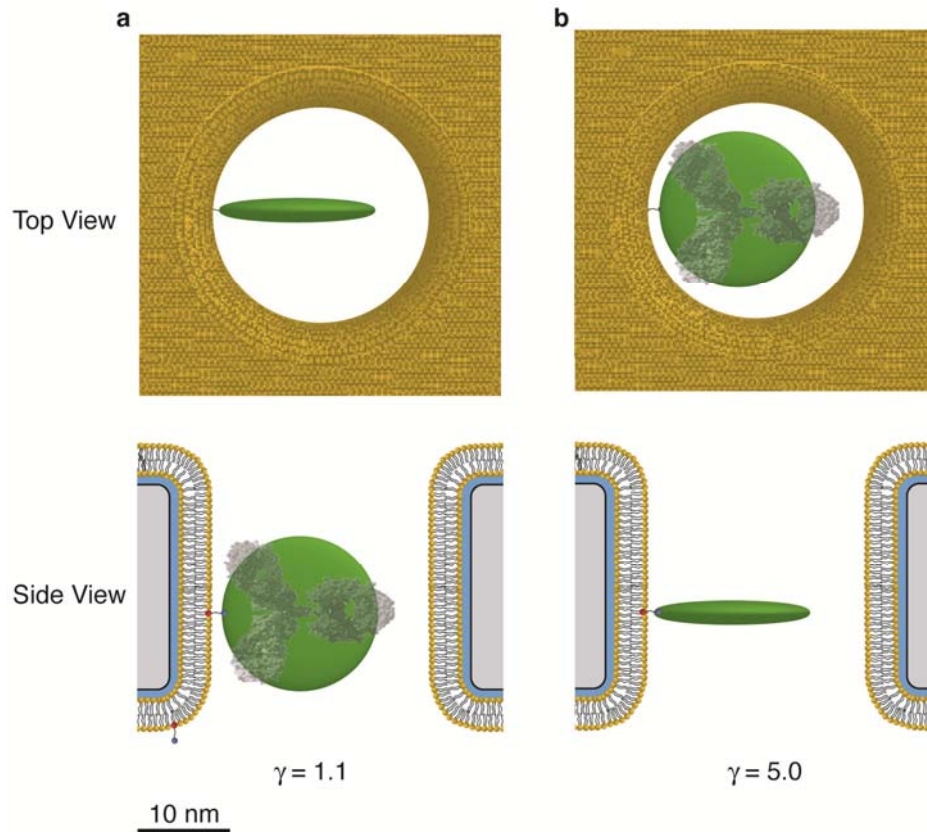 a
b
Top View
Side View
γ = 1.1
γ = 5.0
10 nm